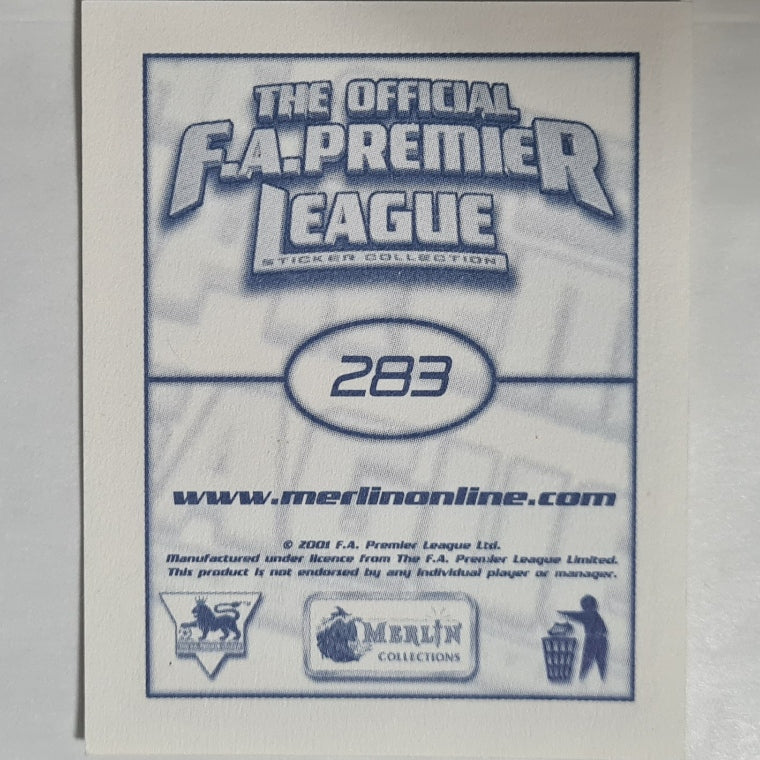 THE OFFICIAL
F.A. PREMIER
LEAGUE
STICKER COLLECTION
283
www.merlinonline.com
© 2001 F.A. Premier League Ltd.
Manufactured under licence from The F.A. Premier League Limited.
This product is not endorsed by any individual player or manager.
MERLIN
COLLECTIONS